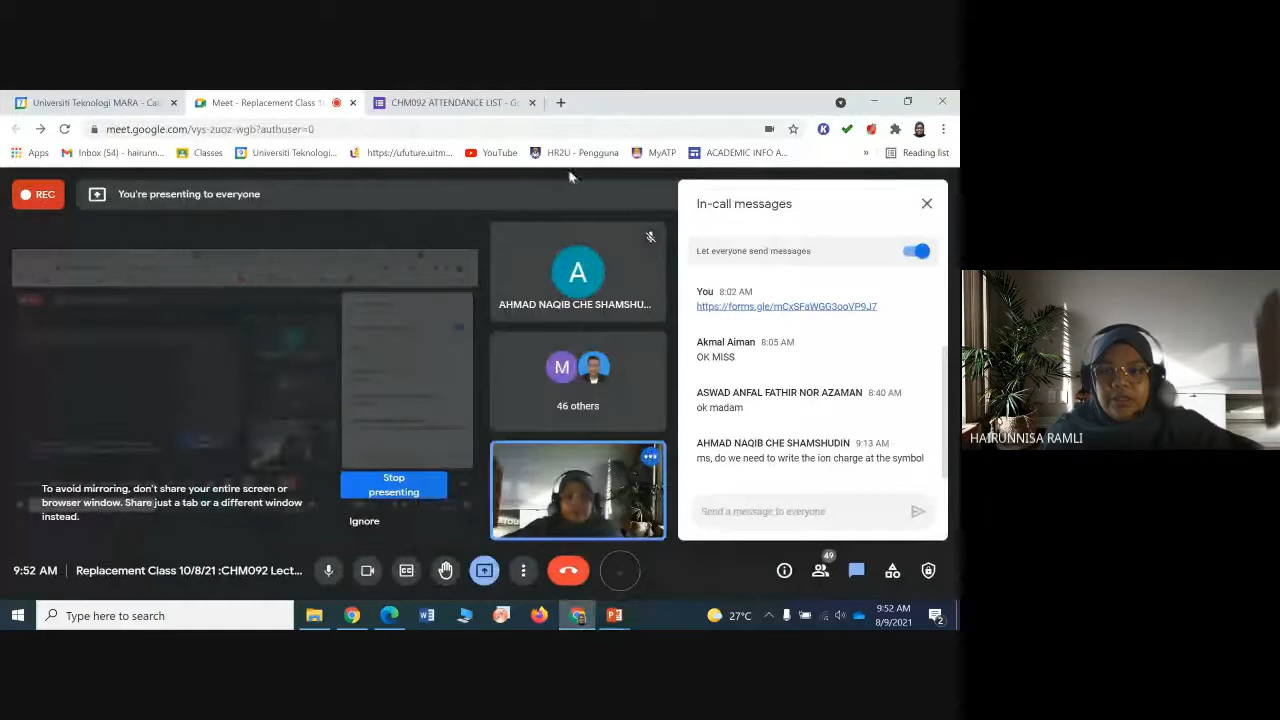 Universiti Teknologi MARA - Cal
Meet - Replacement Class 1
CHM092 ATTENDANCE LIST - G
meet.google.com/vys-zuoz-wgb?authuser=0
Apps
Inbox (54) - hairunn...
Classes
Universiti Teknologi...
https://ufuture.uitm...
YouTube
HR2U - Pengguna
MyATP
ACADEMIC INFO A...
»
Reading list
REC
You're presenting to everyone
In-call messages
Let everyone send messages
A
AHMAD NAQIB CHE SHAMSHU...
You 8:02 AM
https://forms.gle/mCxSFaWGG3ooVP9J7
Akmal Aiman 8:05 AM
OK MISS
M
46 others
ASWAD ANFAL FATHIR NOR AZAMAN 8:40 AM
ok madam
AHMAD NAQIB CHE SHAMSHUDIN 9:13 AM
ms, do we need to write the ion charge at the symbol
HAIRUNNISA RAMLI
To avoid mirroring, don't share your entire screen or
browser window. Share just a tab or a different window
instead.
Stop
presenting
Ignore
You
Send a message to everyone
9:52 AM | Replacement Class 10/8/21 :CHM092 Lect...
49
Type here to search
27°C
9:52 AM
8/9/2021
2